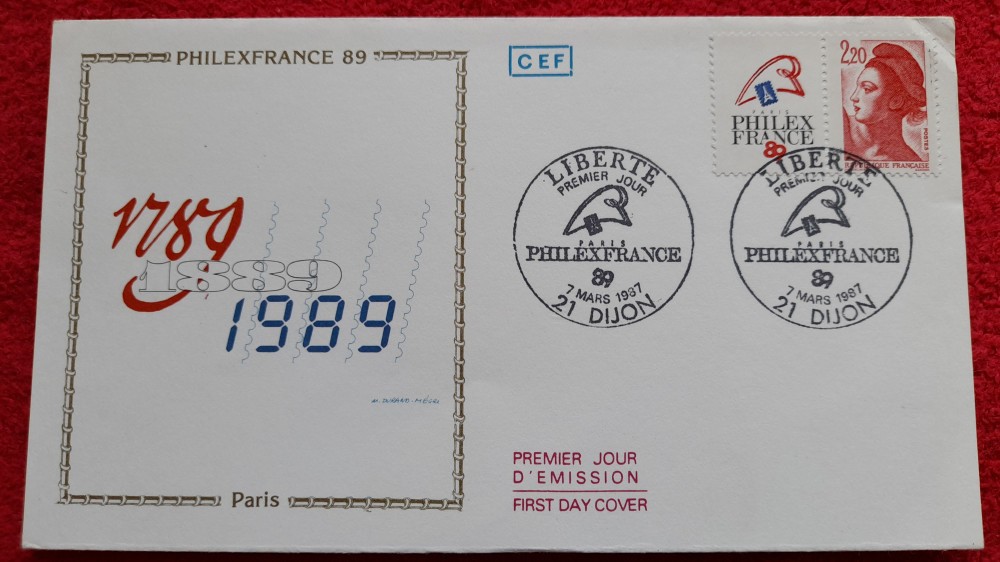 PHILEXFRANCE 89
1789
1889
1989
Paris
CEF
PARIS
PHILEX
FRANCE
89
2,20
POSTES
REPUBLIQUE FRANÇAISE
LIBERTE
PREMIER JOUR
PARIS
PHILEXFRANCE
89
7 MARS 1987
21 DIJON
LIBERTE
PREMIER JOUR
PARIS
PHILEXFRANCE
89
7 MARS 1987
21 DIJON
PREMIER JOUR
D'EMISSION
FIRST DAY COVER